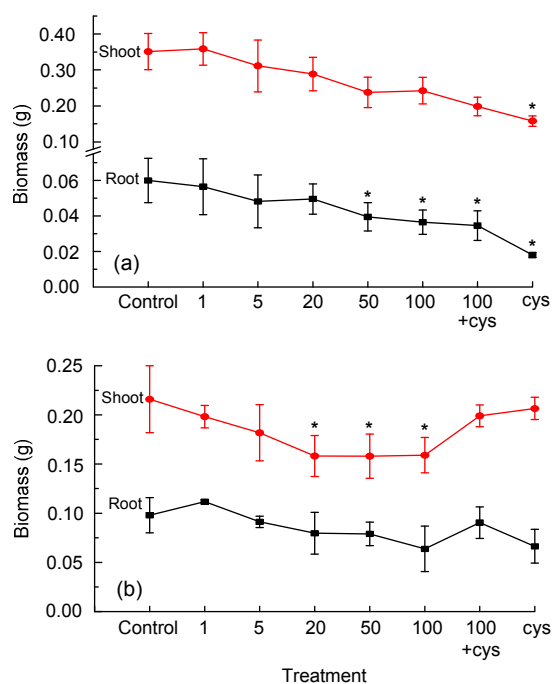 (a)
Biomass (g)
0.40
0.30
0.20
0.10
0.06
0.04
0.02
0.00
Shoot
Root
*
* * *
*
Control 1 5 20 50 100 100 cys
+cys
(b)
Biomass (g)
0.25
0.20
0.15
0.10
0.05
0.00
Shoot
Root
* * *
Control 1 5 20 50 100 100 cys
+cys
Treatment